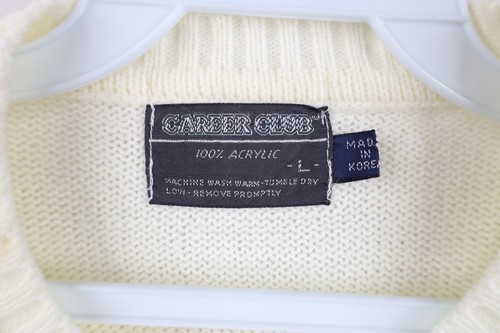 CAREER CLUB®
100% ACRYLIC
-L-
MACHINE WASH WARM-TUMBLE DRY
LOW-REMOVE PROMPTLY
MADE
IN
KOREA